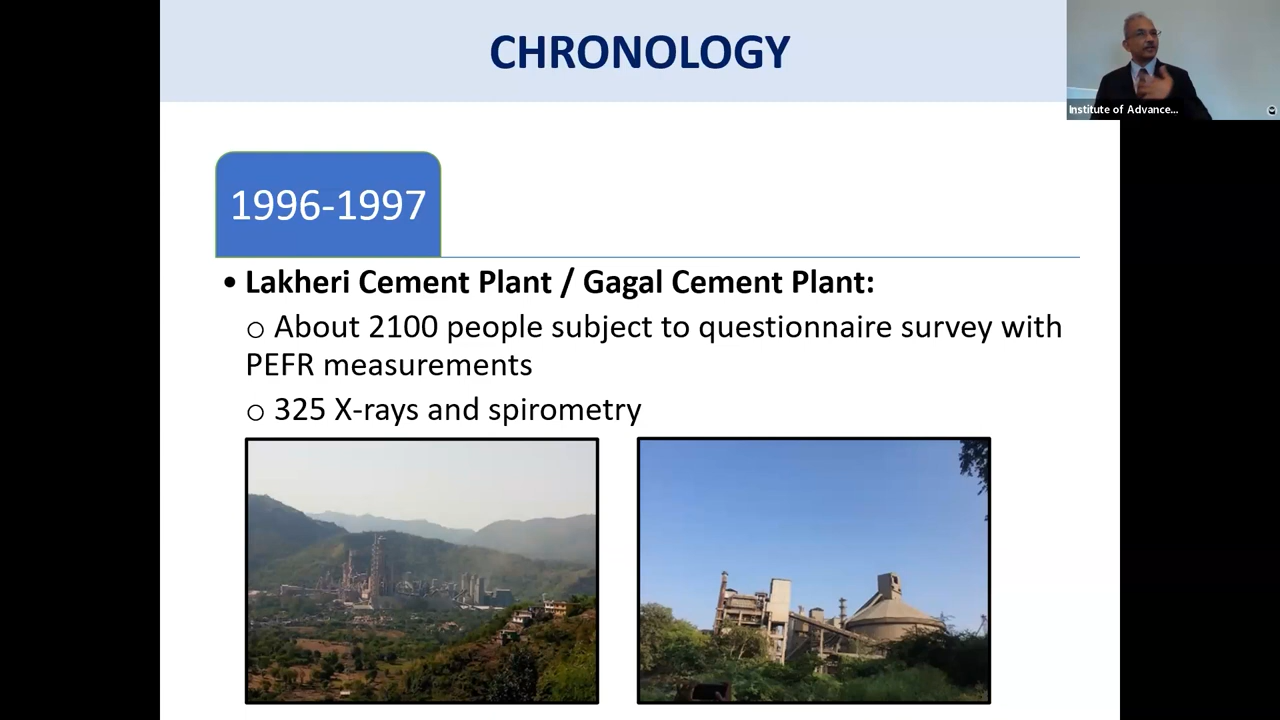 CHRONOLOGY
Institute of Advance...
1996-1997
• Lakheri Cement Plant / Gagal Cement Plant:
o About 2100 people subject to questionnaire survey with
PEFR measurements
o 325 X-rays and spirometry